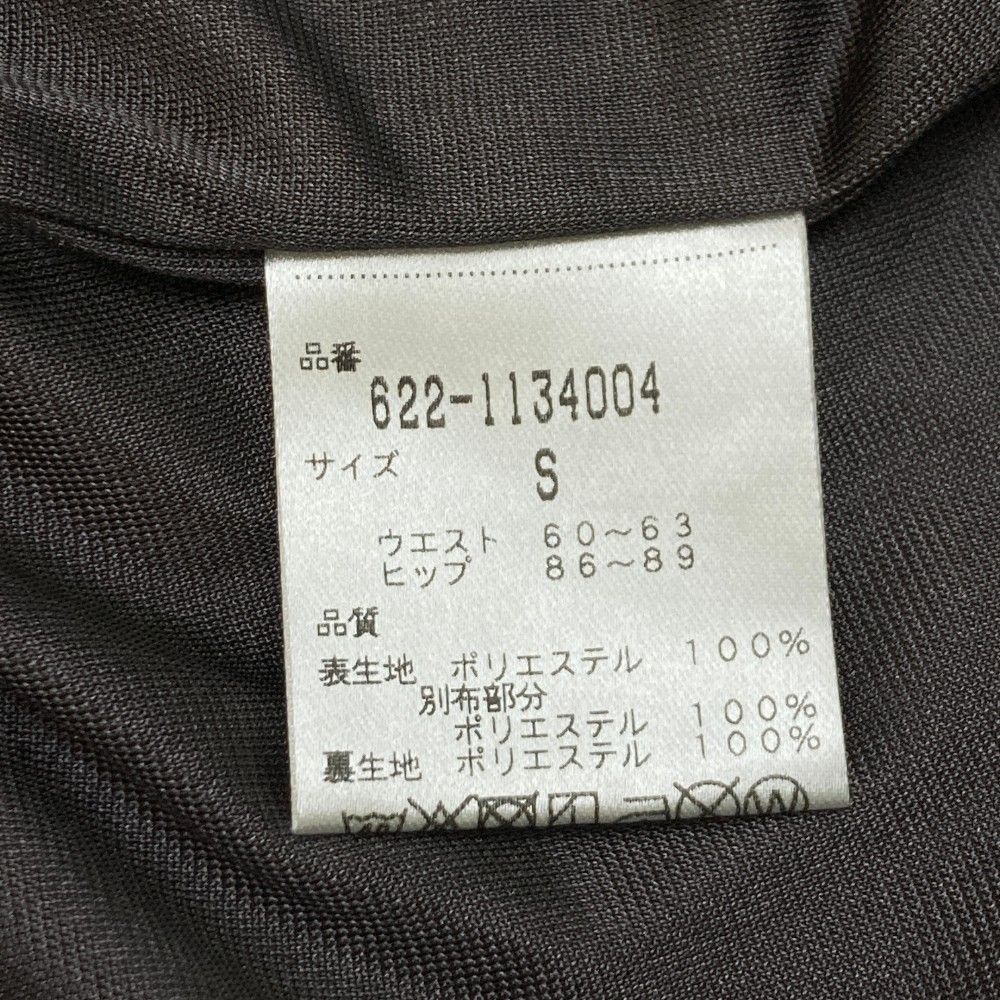 品番
622-1134004
サイズ S
ウエスト 60～63
ヒップ 86～89
品質
表生地 ポリエステル 100%
別布部分
ポリエステル 100%
裏生地 ポリエステル 100%